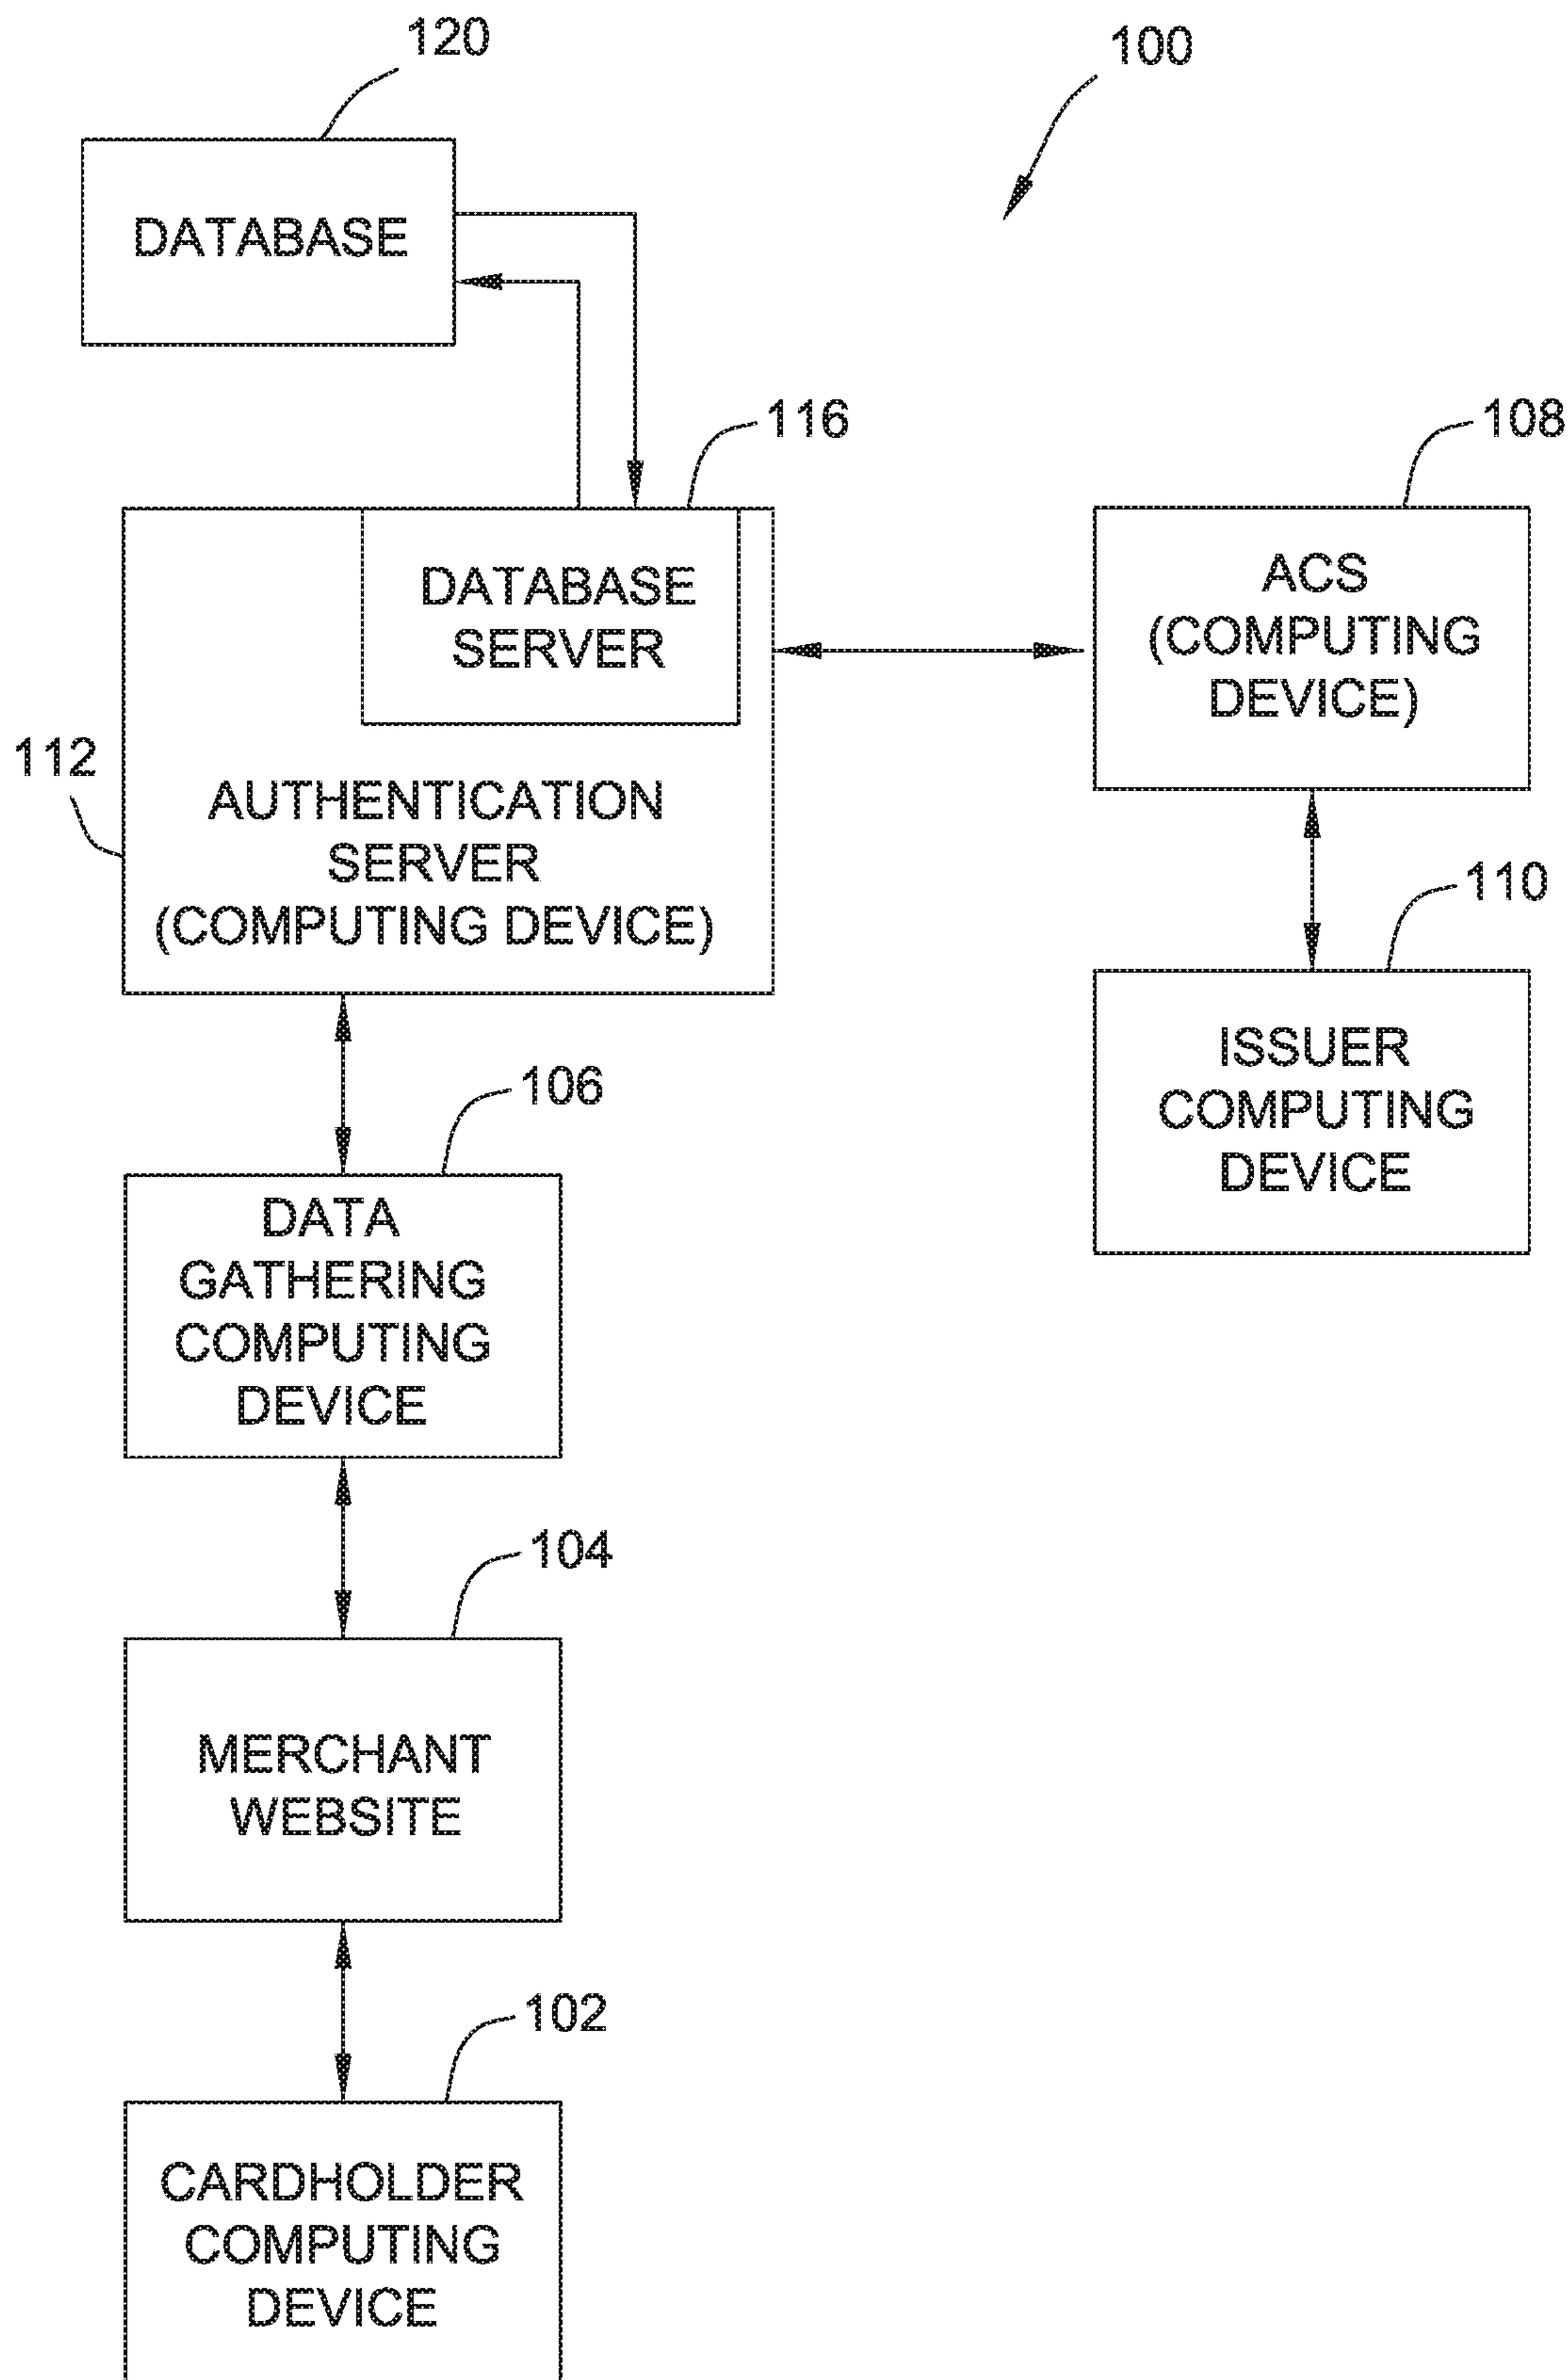 120
100
DATABASE
116
108
DATABASE
SERVER
ACS
(COMPUTING
DEVICE)
112
AUTHENTICATION
SERVER
(COMPUTING DEVICE)
110
ISSUER
COMPUTING
DEVICE
106
DATA
GATHERING
COMPUTING
DEVICE
104
MERCHANT
WEBSITE
102
CARDHOLDER
COMPUTING
DEVICE